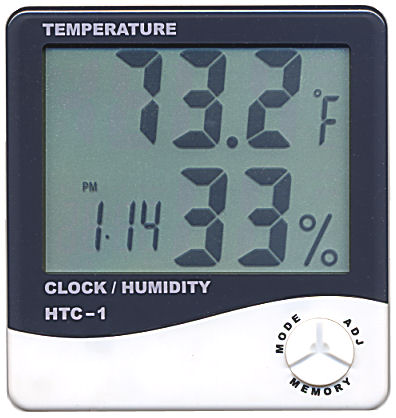 TEMPERATURE
73.2°F
PM
1:14 33%
CLOCK / HUMIDITY
HTC-1
MODE ADJ
MEMORY